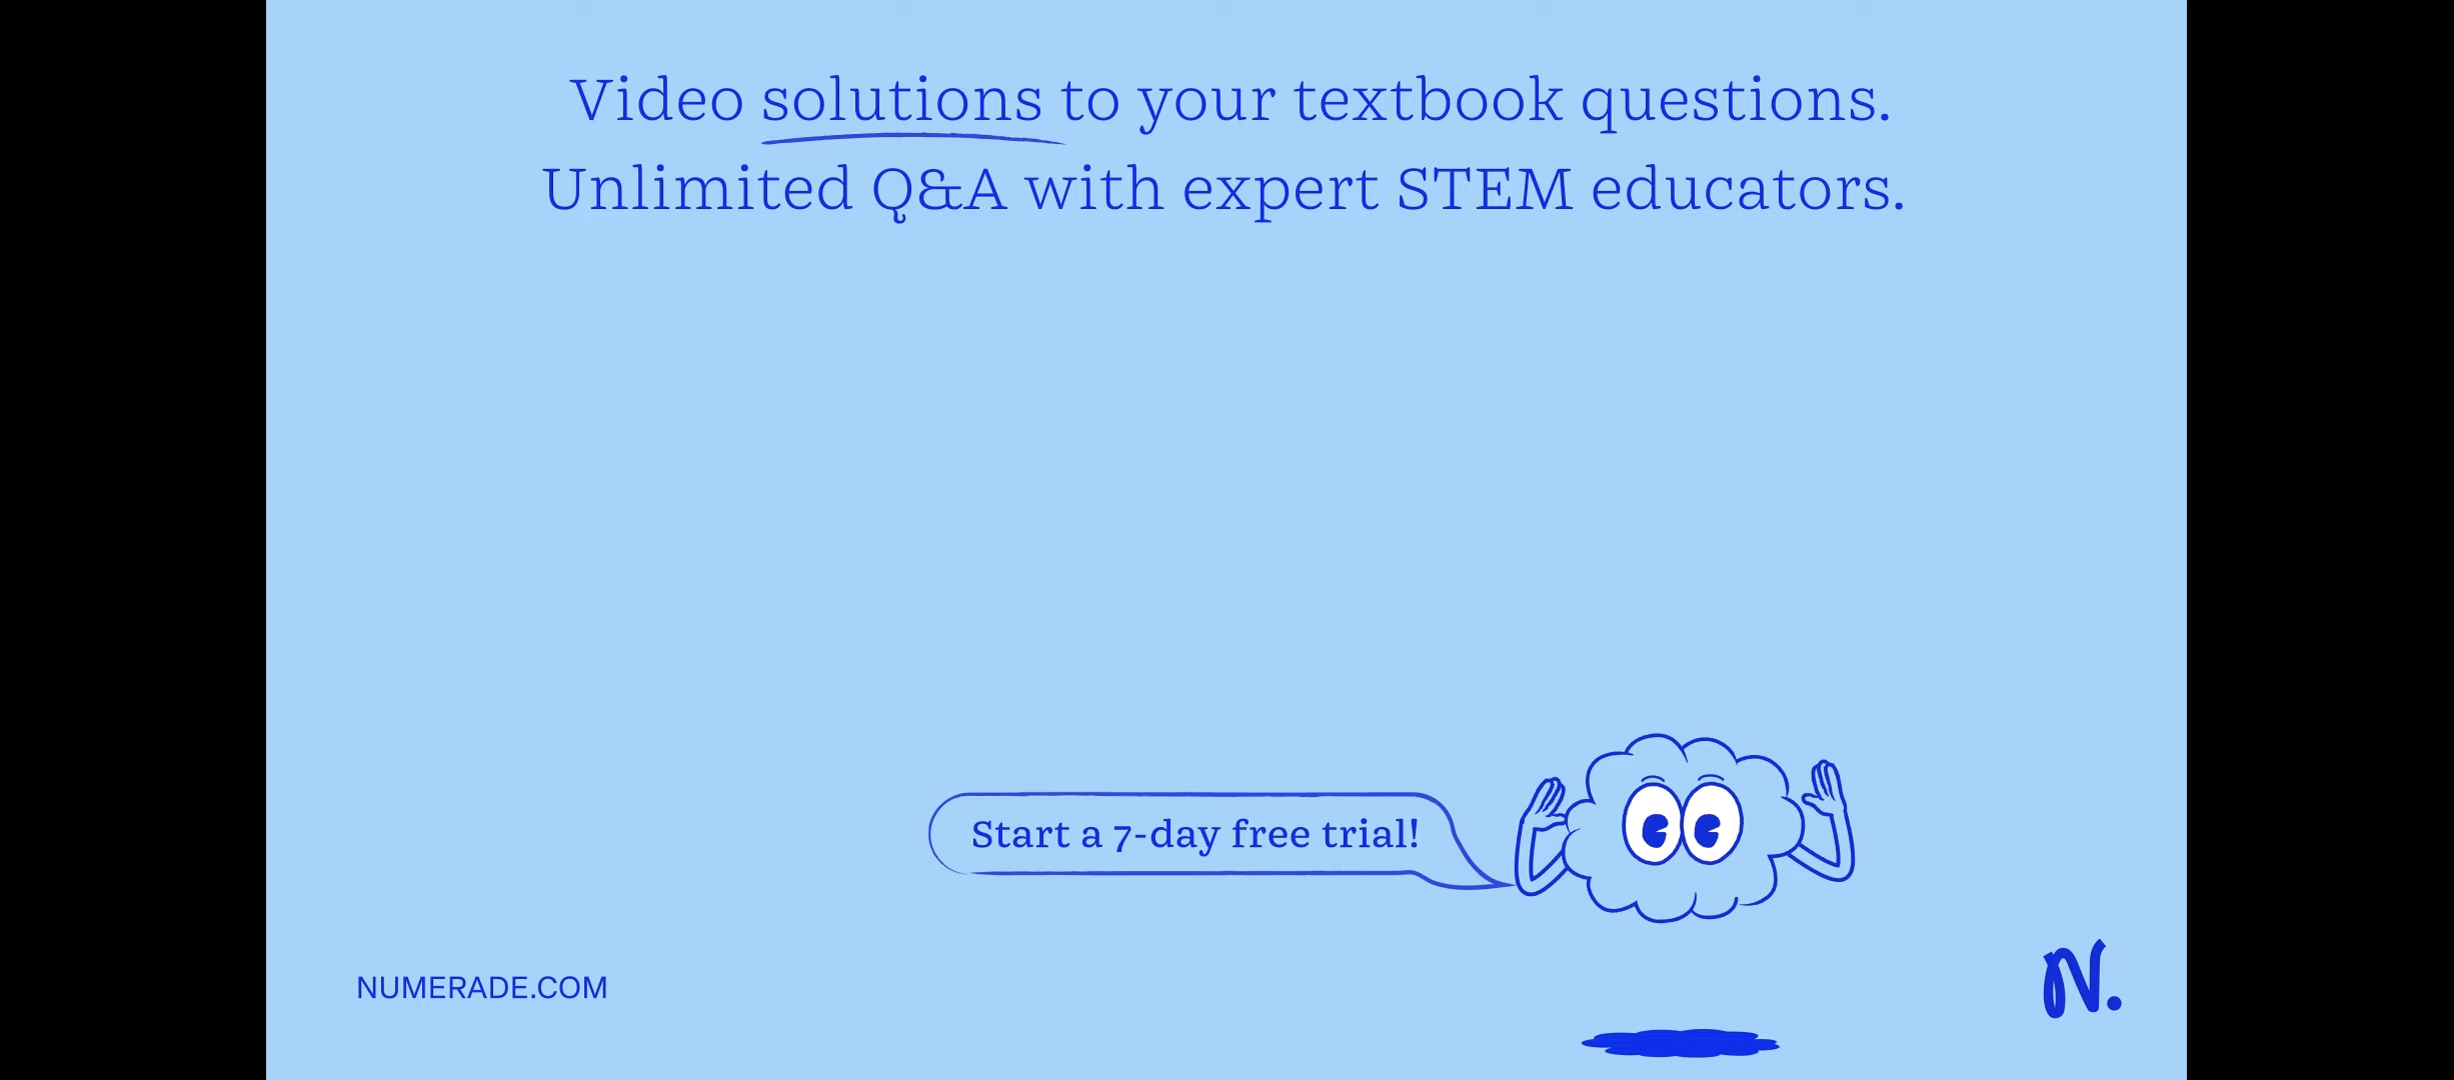 Video solutions to your textbook questions.
Unlimited Q&A with expert STEM educators.
Start a 7-day free trial!
NUMERADE.COM
N.